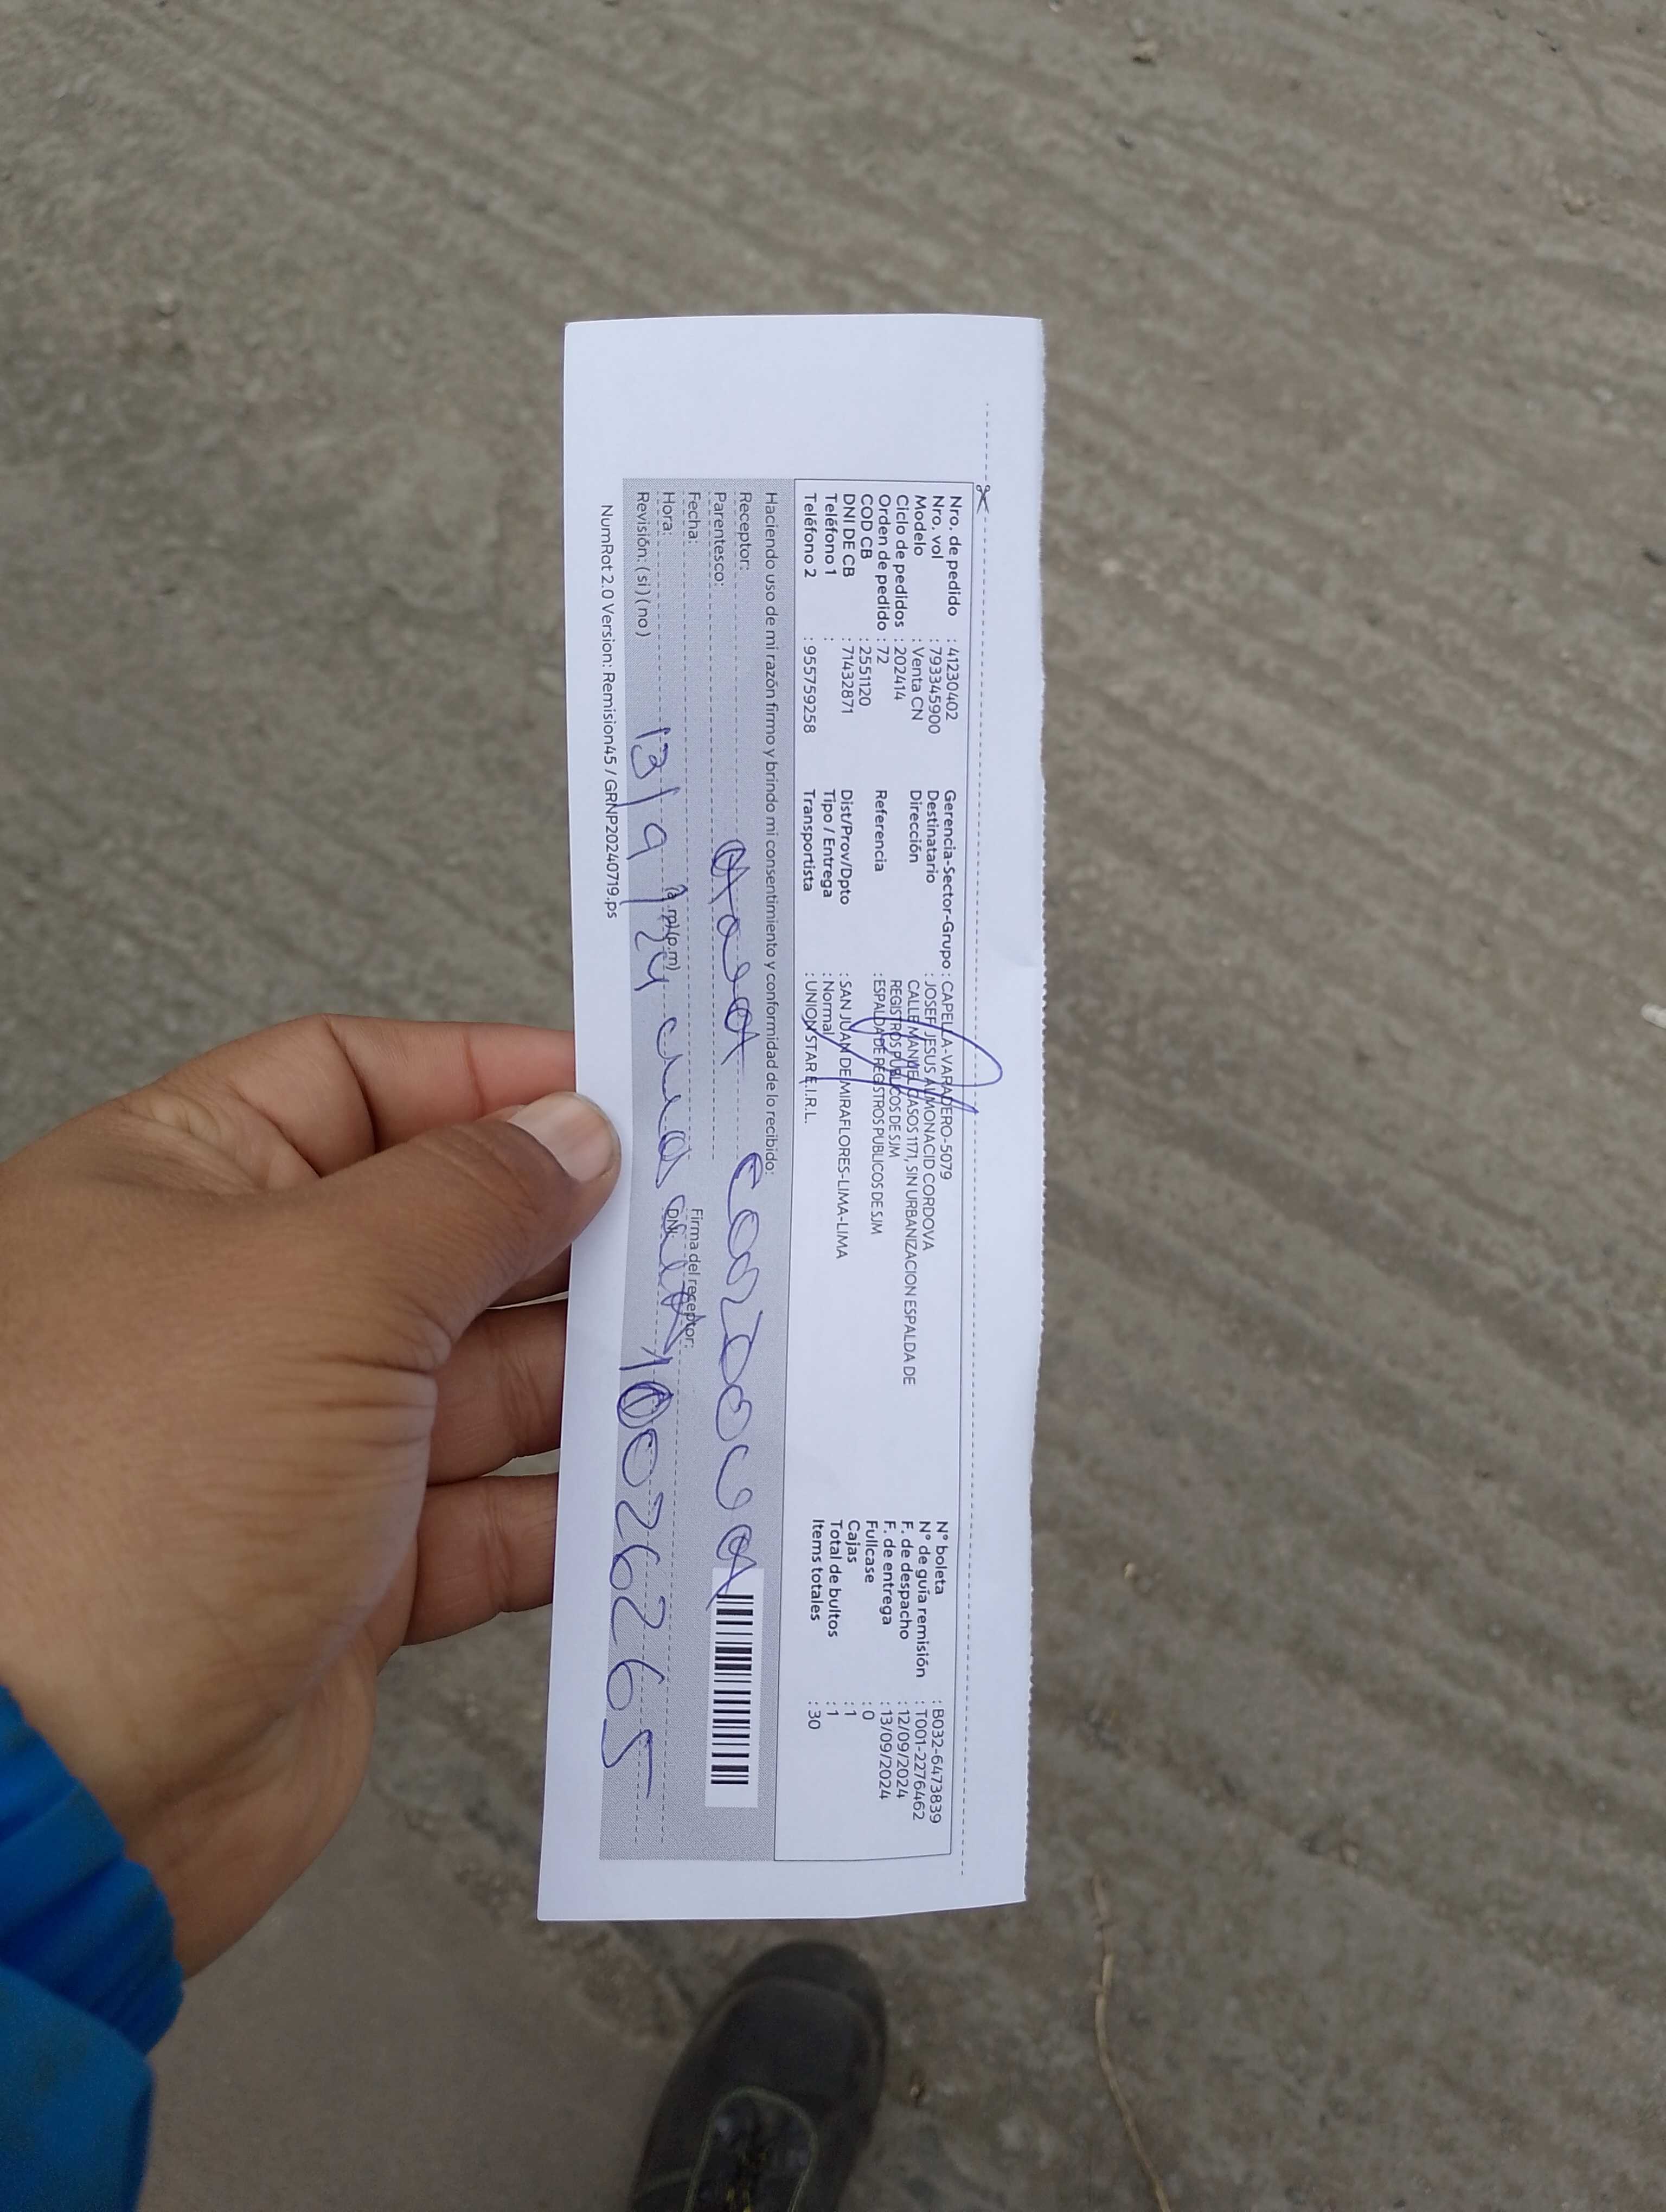 Nro. de pedido : 41230402
Nro. vol : 793345900
Modelo : Venta CN
Ciclo de pedidos : 202414
Orden de pedido : 72
COD CB : 2551120
DNI DE CB : 71432871
Teléfono 1 :
Teléfono 2 : 955759258
Gerencia-Sector-Grupo : CAPELLA-VARADERO-5079
Destinatario : JOSEF JESUS ALMONACID CORDOVA
Dirección : CALLE MANUEL CASOS 1171, SIN URBANIZACION ESPALDA DE
REGISTROS PUBLICOS DE SJM
Referencia : ESPALDA DE REGISTROS PUBLICOS DE SJM
Dist/Prov/Dpto : SAN JUAN DE MIRAFLORES-LIMA-LIMA
Tipo / Entrega : Normal
Transportista : UNION STAR E.I.R.L.
N° boleta : B032-6473839
N° de guía remisión : T001-2276462
F. de despacho : 12/09/2024
F. de entrega : 13/09/2024
Fullcase : 0
Cajas : 1
Total de bultos : 1
Items totales : 30
Haciendo uso de mi razón firmo y brindo mi consentimiento y conformidad de lo recibido:
Receptor: CORDOVA
Parentesco:
Fecha: Firma del receptor:
Hora: (a.m)(p.m) DNI:
Revisión: (si) (no) 13/9/24 10026265
NumRot 2.0 Version: Remision45 / GRNP20240719.ps